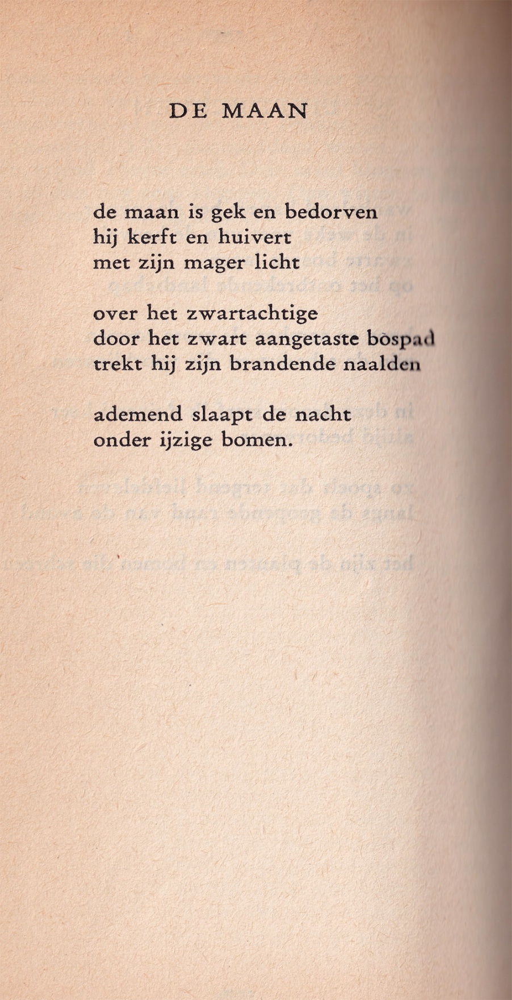 DE MAAN
de maan is gek en bedorven
hij kerft en huivert
met zijn mager licht
over het zwartachtige
door het zwart aangetaste bospad
trekt hij zijn brandende naalden
ademend slaapt de nacht
onder ijzige bomen.